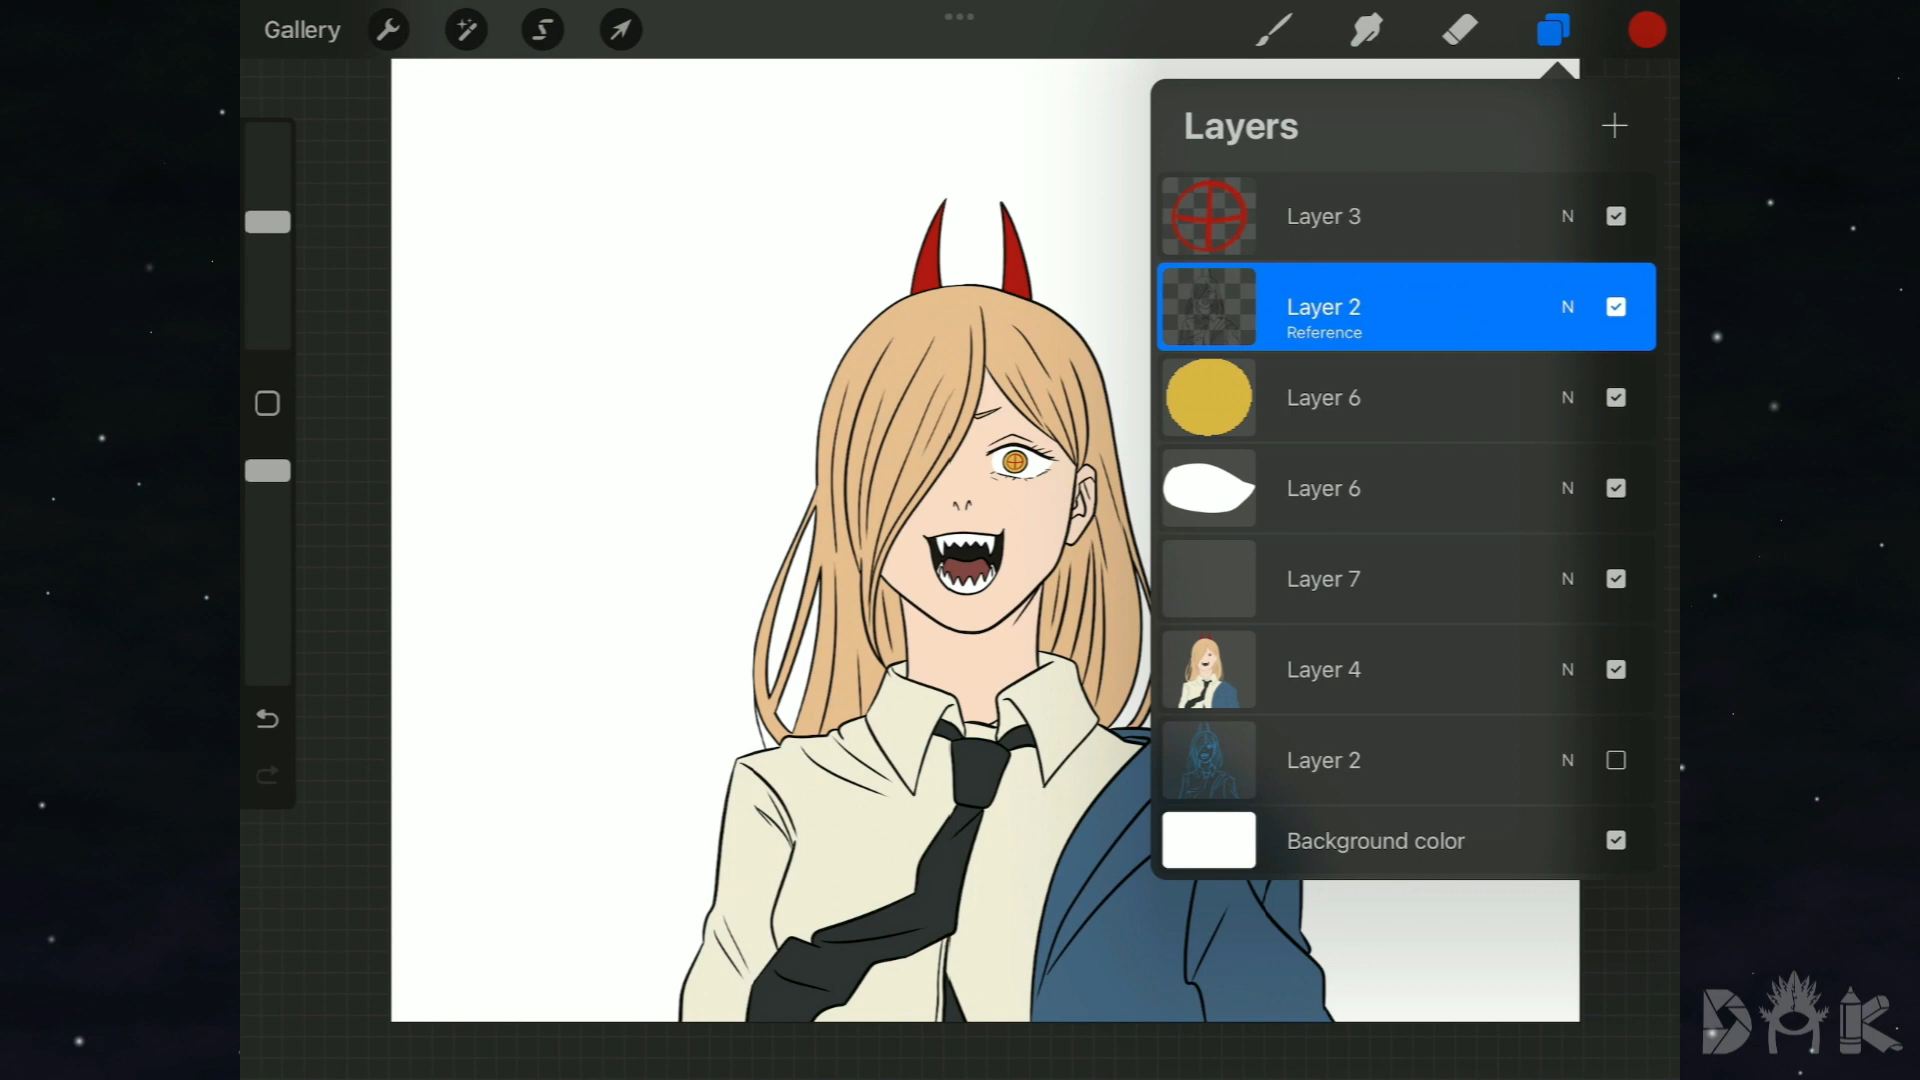 Gallery
Layers
Layer 3 N
Layer 2 N
Reference
Layer 6 N
Layer 6 N
Layer 7 N
Layer 4 N
Layer 2 N
Background color
DAK